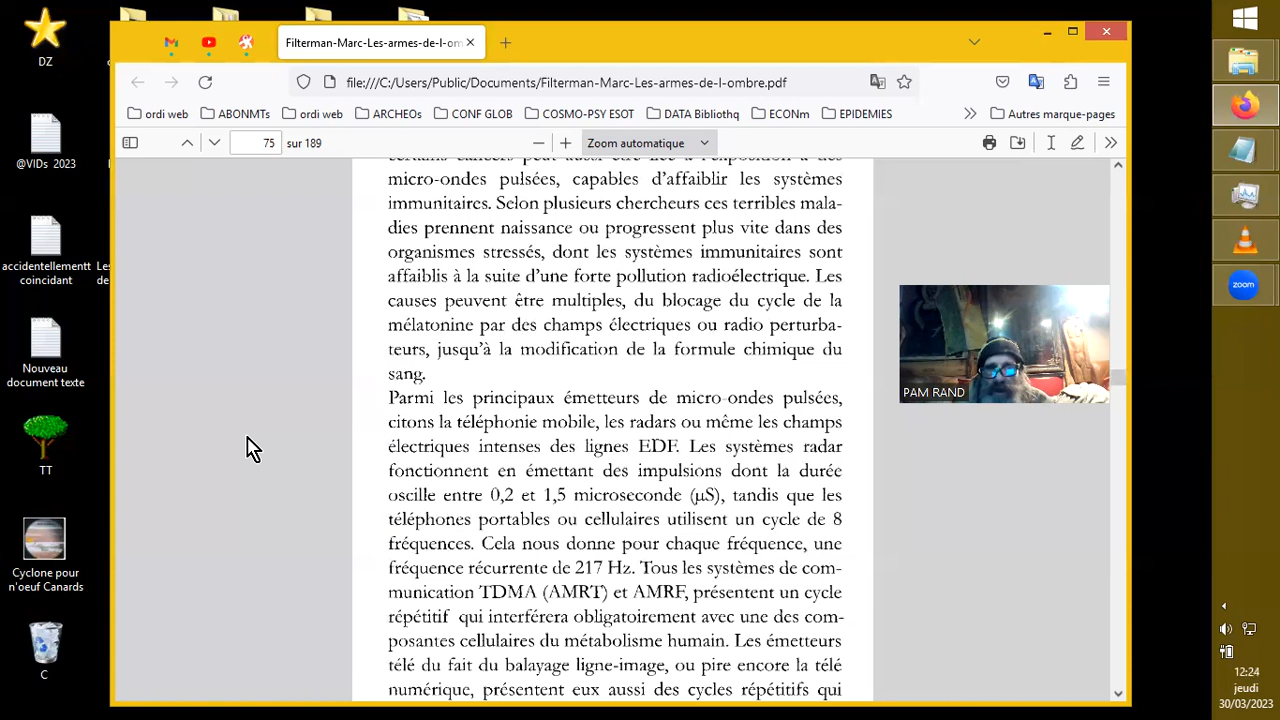 DZ
@VIDs 2023
accidentellementt
coincidant
Nouveau
document texte
TT
Cyclone pour
n'oeuf Canards
C
Filterman-Marc-Les-armes-de-l-om
file:///C:/Users/Public/Documents/Filterman-Marc-Les-armes-de-l-ombre.pdf
ordi web
ABONMTs
ordi web
ARCHEOs
CONF GLOB
COSMO-PSY ESOT
DATA Bibliothq
ECONm
EPIDEMIES
Autres marque-pages
75 sur 189
Zoom automatique
certains cancers peut aussi être liée à l'exposition à des
micro-ondes pulsées, capables d'affaiblir les systèmes
immunitaires. Selon plusieurs chercheurs ces terribles mala-
dies prennent naissance ou progressent plus vite dans des
organismes stressés, dont les systèmes immunitaires sont
affaiblis à la suite d'une forte pollution radioélectrique. Les
causes peuvent être multiples, du blocage du cycle de la
mélatonine par des champs électriques ou radio perturba-
teurs, jusqu'à la modification de la formule chimique du
sang.
Parmi les principaux émetteurs de micro-ondes pulsées,
citons la téléphonie mobile, les radars ou même les champs
électriques intenses des lignes EDF. Les systèmes radar
fonctionnent en émettant des impulsions dont la durée
oscille entre 0,2 et 1,5 microseconde (µS), tandis que les
téléphones portables ou cellulaires utilisent un cycle de 8
fréquences. Cela nous donne pour chaque fréquence, une
fréquence récurrente de 217 Hz. Tous les systèmes de com-
munication TDMA (AMRT) et AMRF, présentent un cycle
répétitif qui interférera obligatoirement avec une des com-
posantes cellulaires du métabolisme humain. Les émetteurs
télé du fait du balayage ligne-image, ou pire encore la télé
numérique, présentent eux aussi des cycles répétitifs qui
PAM RAND
zoom
12:24
jeudi
30/03/2023